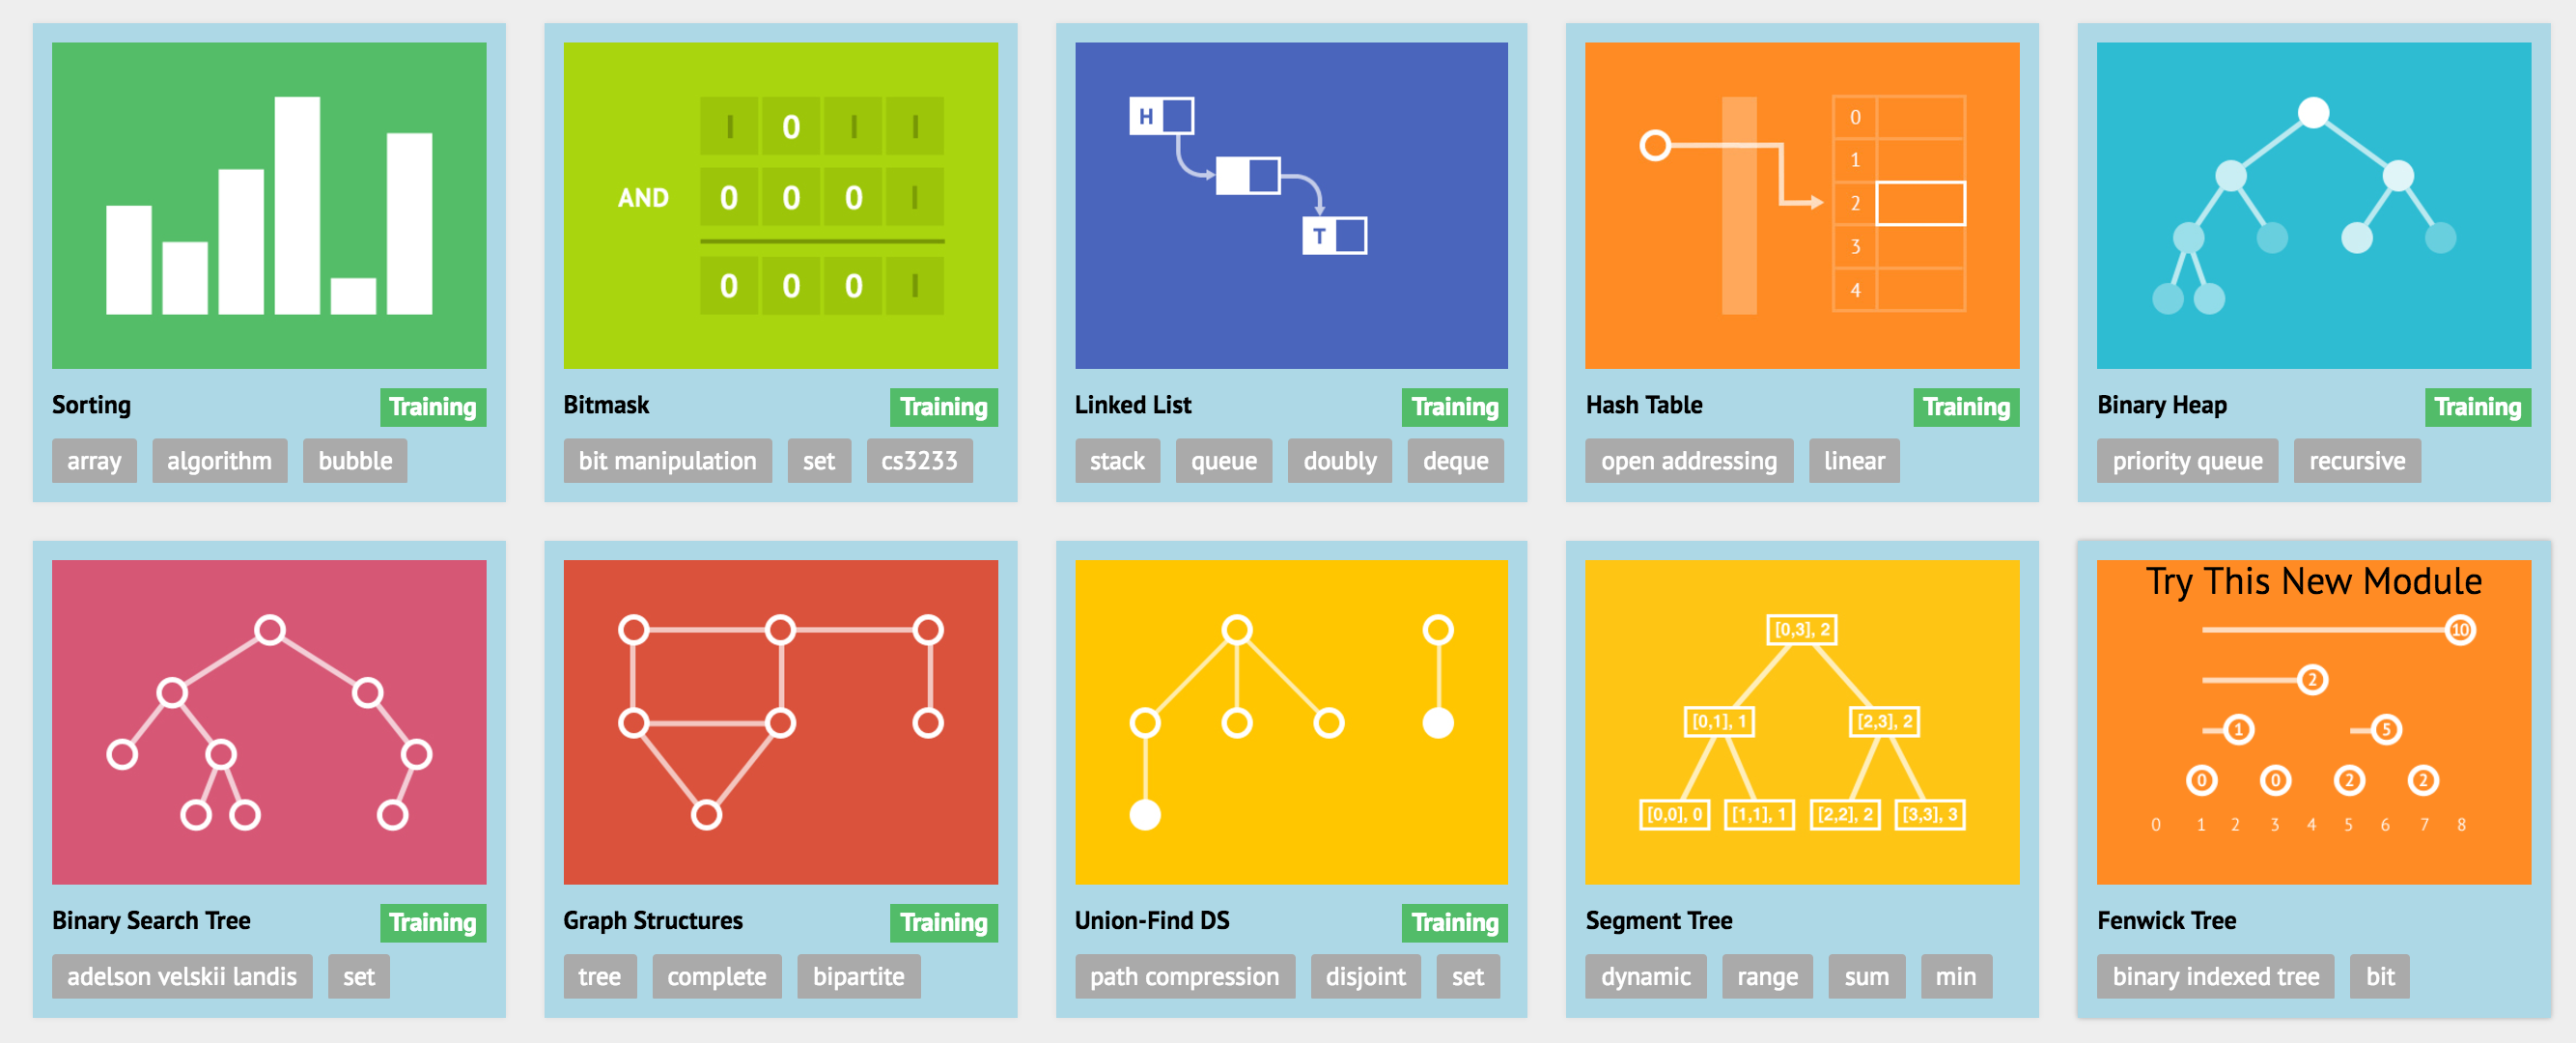 I 0 I I
AND 0 0 0 I
0 0 0 I
H
T
0
1
2
3
4
Sorting Training
array algorithm bubble
Bitmask Training
bit manipulation set cs3233
Linked List Training
stack queue doubly deque
Hash Table Training
open addressing linear
Binary Heap Training
priority queue recursive
[0,3], 2
[0,1], 1 [2,3], 2
[0,0], 0 [1,1], 1 [2,2], 2 [3,3], 3
Try This New Module
10
2
1 5
0 0 2 2
0 1 2 3 4 5 6 7 8
Binary Search Tree Training
adelson velskii landis set
Graph Structures Training
tree complete bipartite
Union-Find DS Training
path compression disjoint set
Segment Tree
dynamic range sum min
Fenwick Tree
binary indexed tree bit